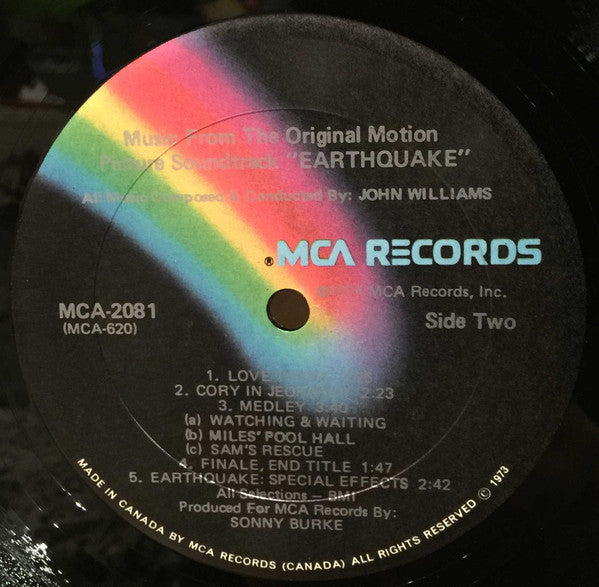 Music From The Original Motion
Picture Soundtrack "EARTHQUAKE"
All Music Composed & Conducted By: JOHN WILLIAMS
® MCA RECORDS
MCA Records, Inc.
MCA-2081
(MCA-620)
Side Two
1. LOVE
2. CORY IN 2:23
3. MEDLEY 3:40
(a) WATCHING & WAITING
(b) MILES' POOL HALL
(c) SAM'S RESCUE
4. FINALE, END TITLE 1:47
5. EARTHQUAKE: SPECIAL EFFECTS 2:42
All Selections — BMI
Produced For MCA Records By:
SONNY BURKE
MADE IN CANADA BY MCA RECORDS (CANADA) ALL RIGHTS RESERVED © 1973